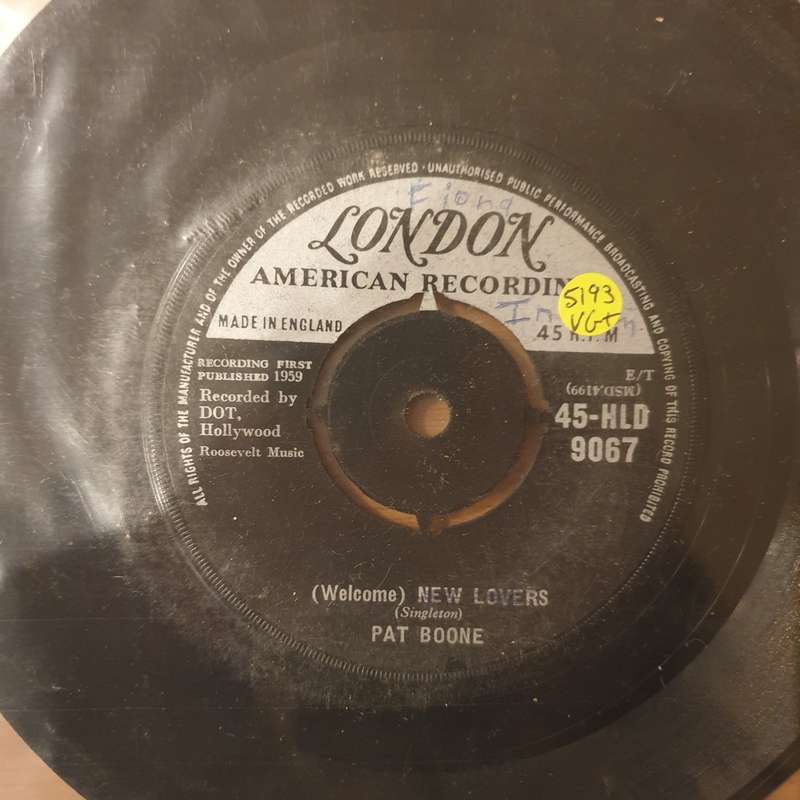 ALL RIGHTS OF THE MANUFACTURER AND OF THE OWNER OF THE RECORDED WORK RESERVED · UNAUTHORISED PUBLIC PERFORMANCE BROADCASTING AND COPYING OF THIS RECORD PROHIBITED
LONDON
AMERICAN RECORDIN
5193
VG+
MADE IN ENGLAND
45 R.P.M
RECORDING FIRST
PUBLISHED 1959
Recorded by
DOT,
Hollywood
Roosevelt Music
E/T
(MSD.4199)
45-HLD
9067
(Welcome) NEW LOVERS
(Singleton)
PAT BOONE